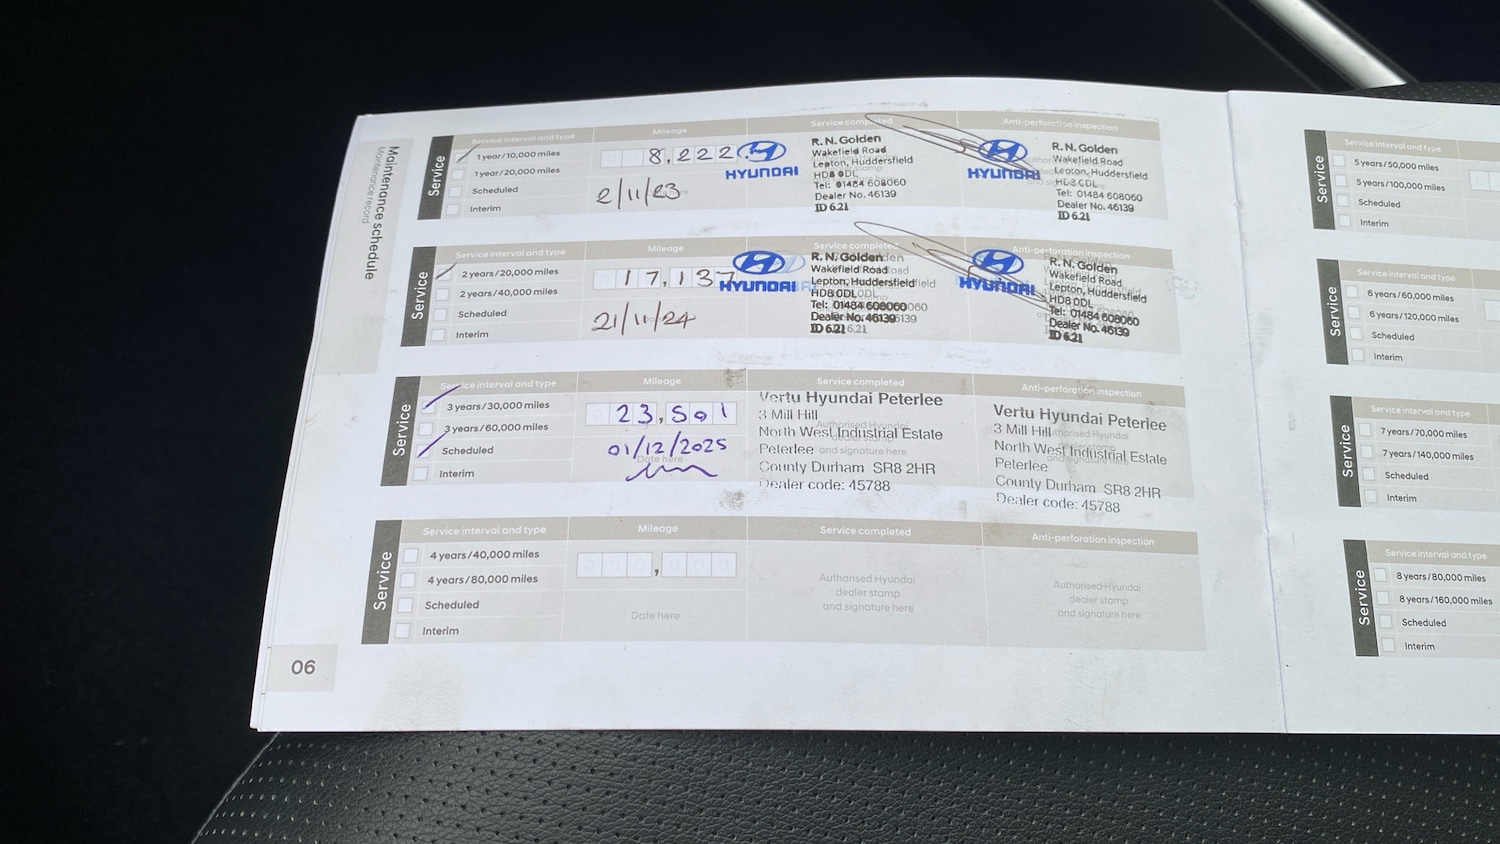 Maintenance schedule
Maintenance record
Service
Service interval and type
1 year/10,000 miles
1 year/20,000 miles
Scheduled
Interim
Mileage
8,222
2/11/23
Service completed
HYUNDAI
R. N. Golden
Wakefield Road
Lepton, Huddersfield
HD8 0DL
Tel: 01484 608060
Dealer No. 46139
ID 6.21
Anti-perforation inspection
HYUNDAI
R. N. Golden
Wakefield Road
Lepton, Huddersfield
HD8 0DL
Tel: 01484 608060
Dealer No. 46139
ID 6.21
Service
Service interval and type
2 years/20,000 miles
2 years/40,000 miles
Scheduled
Interim
Mileage
17,137
21/11/24
Service completed
HYUNDAI
R. N. Golden
Wakefield Road
Lepton, Huddersfield
HD8 0DL
Tel: 01484 608060
Dealer No. 46139
ID 6.21
Anti-perforation inspection
HYUNDAI
R. N. Golden
Wakefield Road
Lepton, Huddersfield
HD8 0DL
Tel: 01484 608060
Dealer No. 46139
ID 6.21
Service
Service interval and type
3 years/30,000 miles
3 years/60,000 miles
Scheduled
Interim
Mileage
23,501
01/12/2025
Date here
Service completed
Vertu Hyundai Peterlee
3 Mill Hill
North West Industrial Estate
Peterlee
and signature here
County Durham SR8 2HR
Dealer code: 45788
Anti-perforation inspection
Vertu Hyundai Peterlee
3 Mill Hill
North West Industrial Estate
Peterlee
County Durham SR8 2HR
Dealer code: 45788
Service
Service interval and type
4 years/40,000 miles
4 years/80,000 miles
Scheduled
Interim
Mileage
,
Date here
Service completed
Authorised Hyundai
dealer stamp
and signature here
Anti-perforation inspection
Authorised Hyundai
dealer stamp
and signature here
06
Service
Service interval and type
5 years/50,000 miles
5 years/100,000 miles
Scheduled
Interim
Service
Service interval and type
6 years/60,000 miles
6 years/120,000 miles
Scheduled
Interim
Service
Service interval and type
7 years/70,000 miles
7 years/140,000 miles
Scheduled
Interim
Service
Service interval and type
8 years/80,000 miles
8 years/160,000 miles
Scheduled
Interim